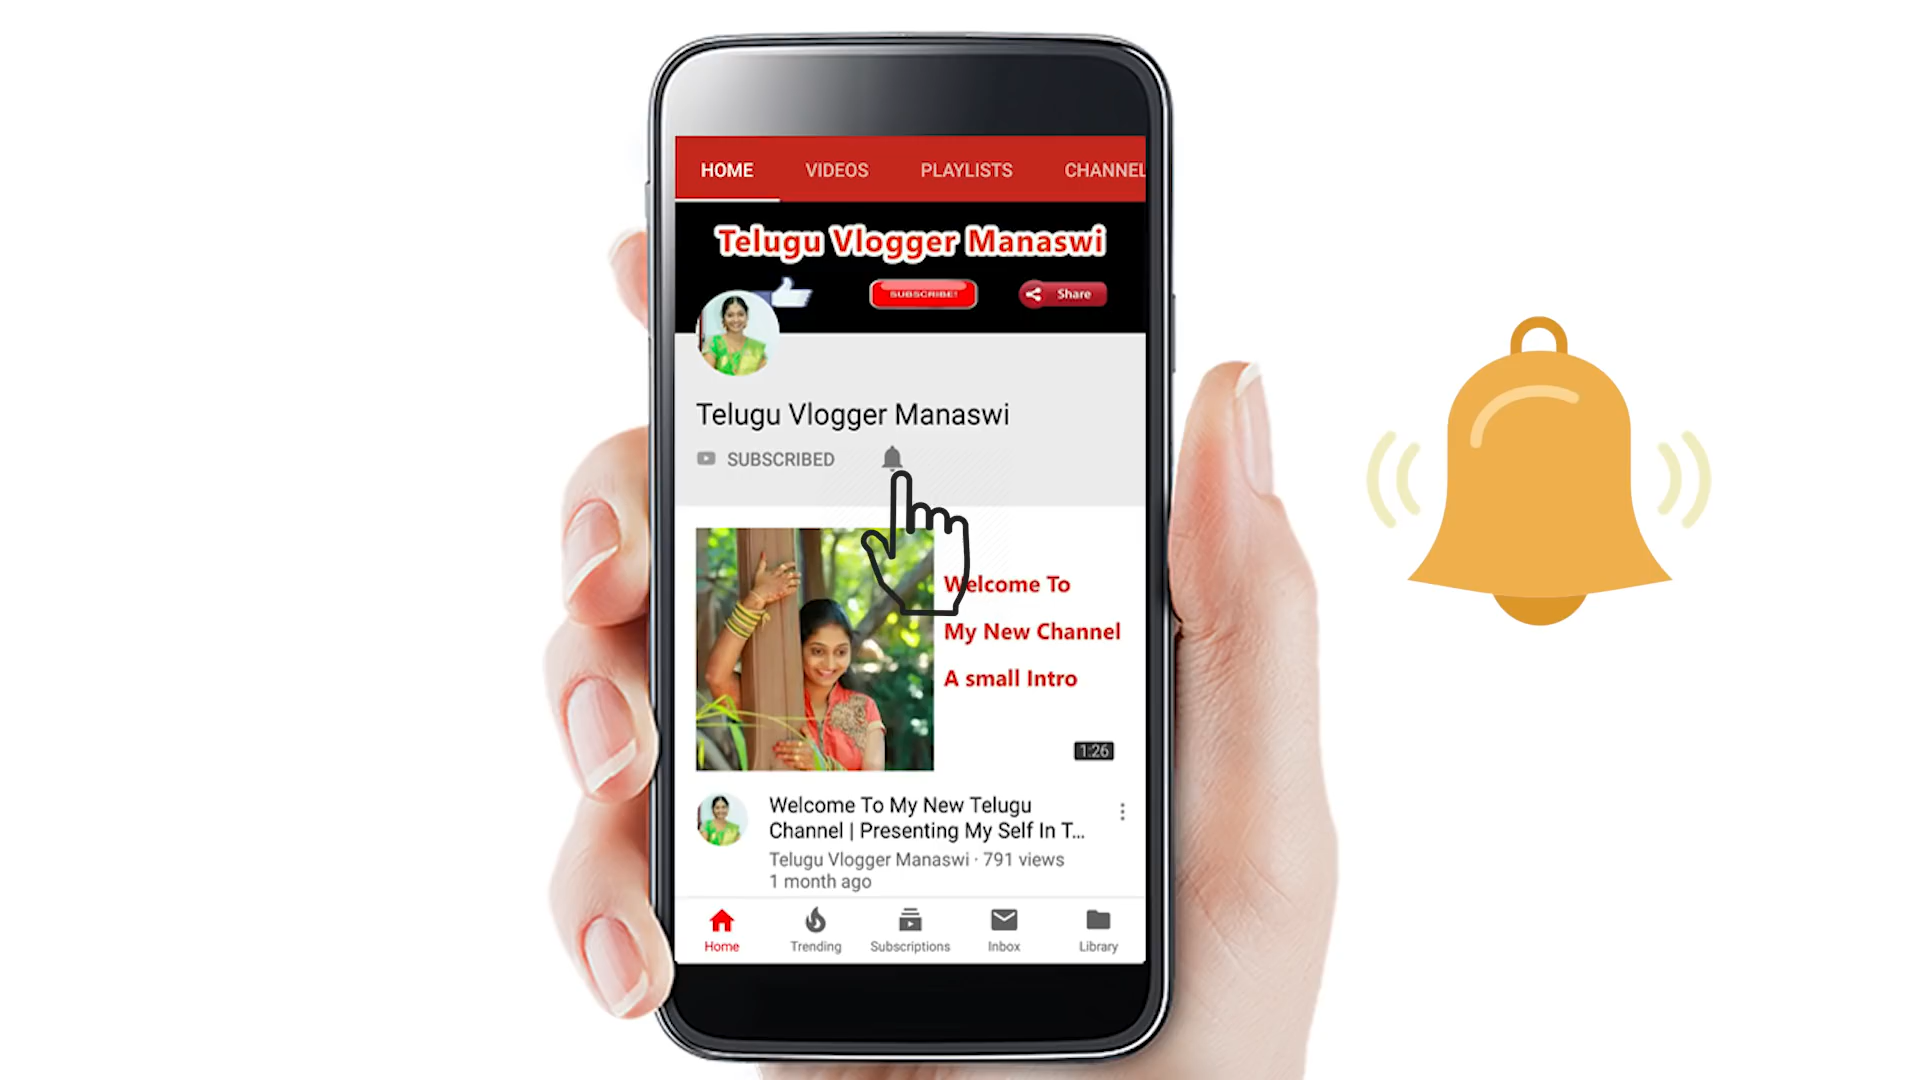 HOME VIDEOS PLAYLISTS CHANNEL
Telugu Vlogger Manaswi
SUBSCRIBE! Share
Telugu Vlogger Manaswi
SUBSCRIBED
Welcome To
My New Channel
A small Intro
1:26
Welcome To My New Telugu
Channel | Presenting My Self In T...
Telugu Vlogger Manaswi · 791 views
1 month ago
Home Trending Subscriptions Inbox Library